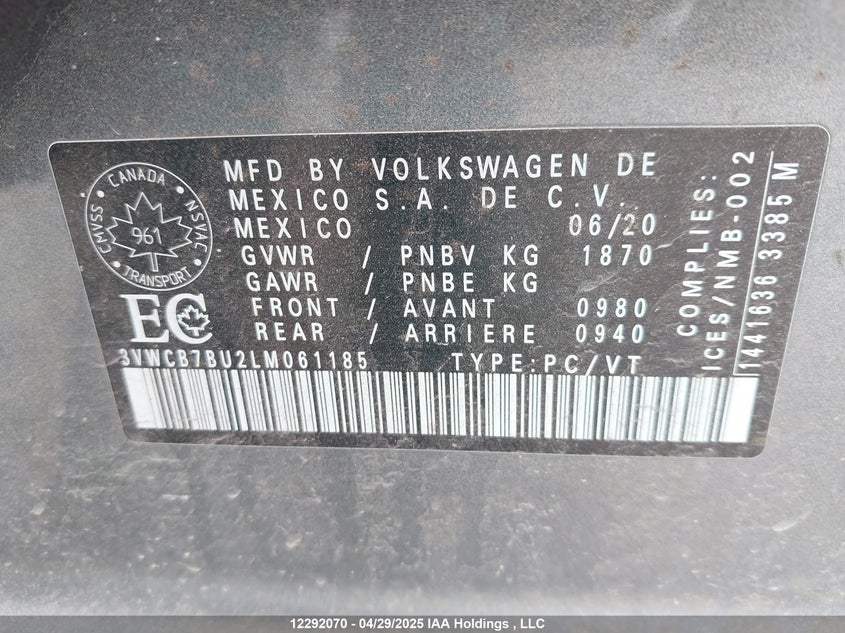 CANADA
CMVSS
NSVAC
961
TRANSPORT
MFD BY VOLKSWAGEN DE
MEXICO S.A. DE C.V.
MEXICO 06/20
GVWR / PNBV KG 1870
GAWR / PNBE KG
FRONT / AVANT 0980
REAR / ARRIERE 0940
EC
3VWCB7BU2LM061185 TYPE:PC/VT
COMPLIES:
ICES/NMB-002
1441636 3385 M
12292070 - 04/29/2025 IAA Holdings , LLC